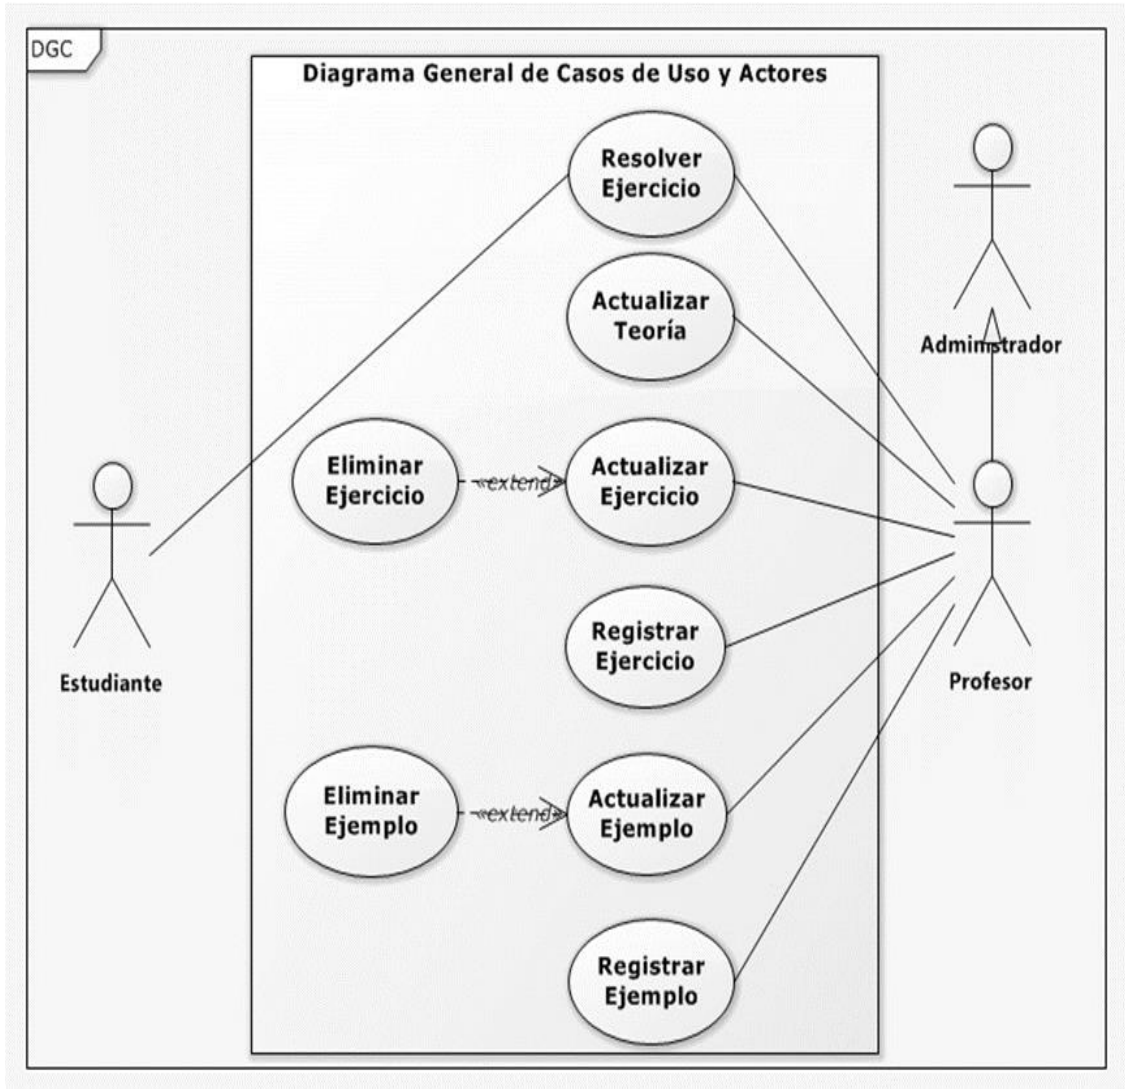 DGC
Diagrama General de Casos de Uso y Actores
Resolver
Ejercicio
Actualizar
Teoría
Administrador
Eliminar
Ejercicio
«extend»
Actualizar
Ejercicio
Registrar
Ejercicio
Estudiante
Profesor
Eliminar
Ejemplo
«extend»
Actualizar
Ejemplo
Registrar
Ejemplo